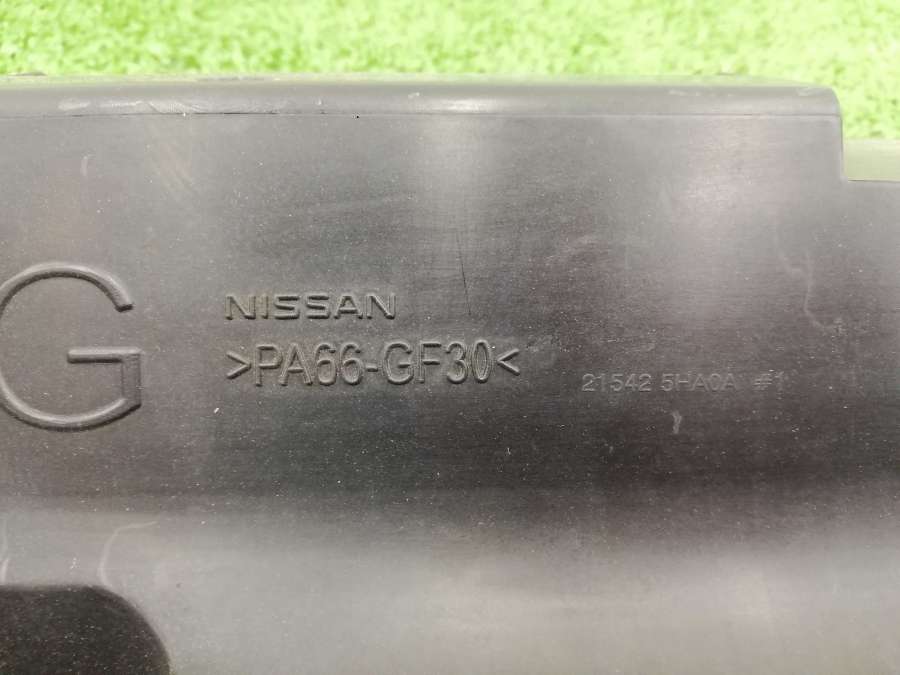 G
NISSAN
>PA66-GF30<
21542 5HA0A #1